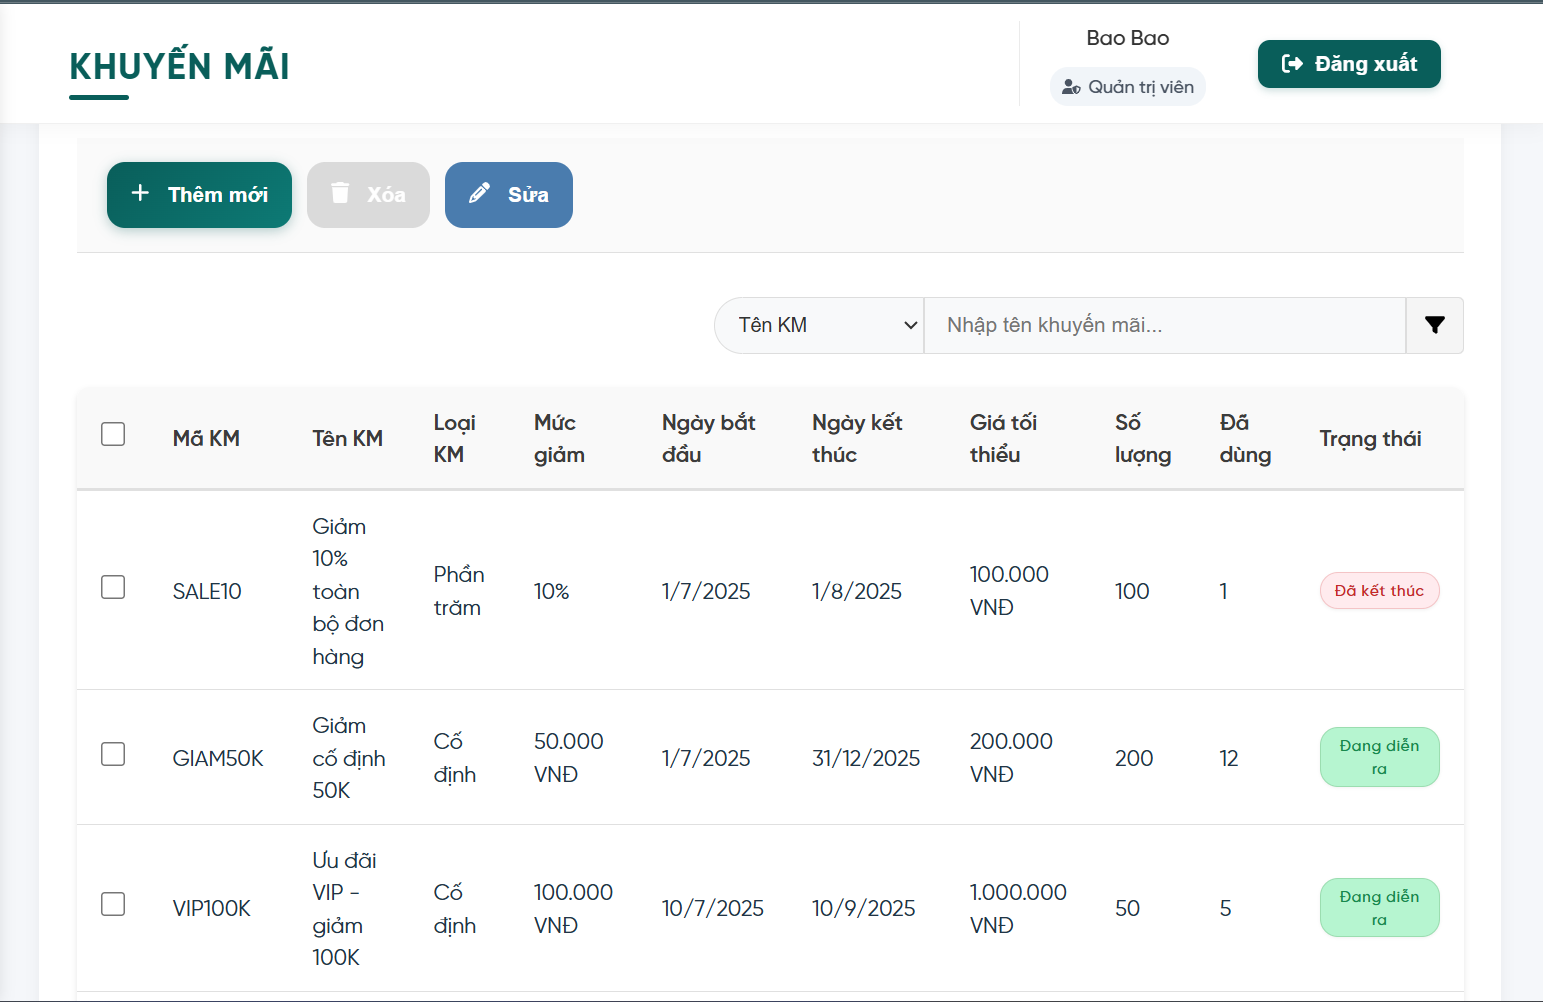 KHUYẾN MÃI
Bao Bao
Quản trị viên
Đăng xuất
Thêm mới
Xóa
Sửa
Tên KM
Nhập tên khuyến mãi...
Mã KM
Tên KM
Loại
KM
Mức
giảm
Ngày bắt
đầu
Ngày kết
thúc
Giá tối
thiểu
Số
lượng
Đã
dùng
Trạng thái
SALE10
Giảm
10%
toàn
bộ đơn
hàng
Phần
trăm
10%
1/7/2025
1/8/2025
100.000
VNĐ
100
1
Đã kết thúc
GIAM50K
Giảm
cố định
50K
Cố
định
50.000
VNĐ
1/7/2025
31/12/2025
200.000
VNĐ
200
12
Đang diễn
ra
VIP100K
Ưu đãi
VIP -
giảm
100K
Cố
định
100.000
VNĐ
10/7/2025
10/9/2025
1.000.000
VNĐ
50
5
Đang diễn
ra